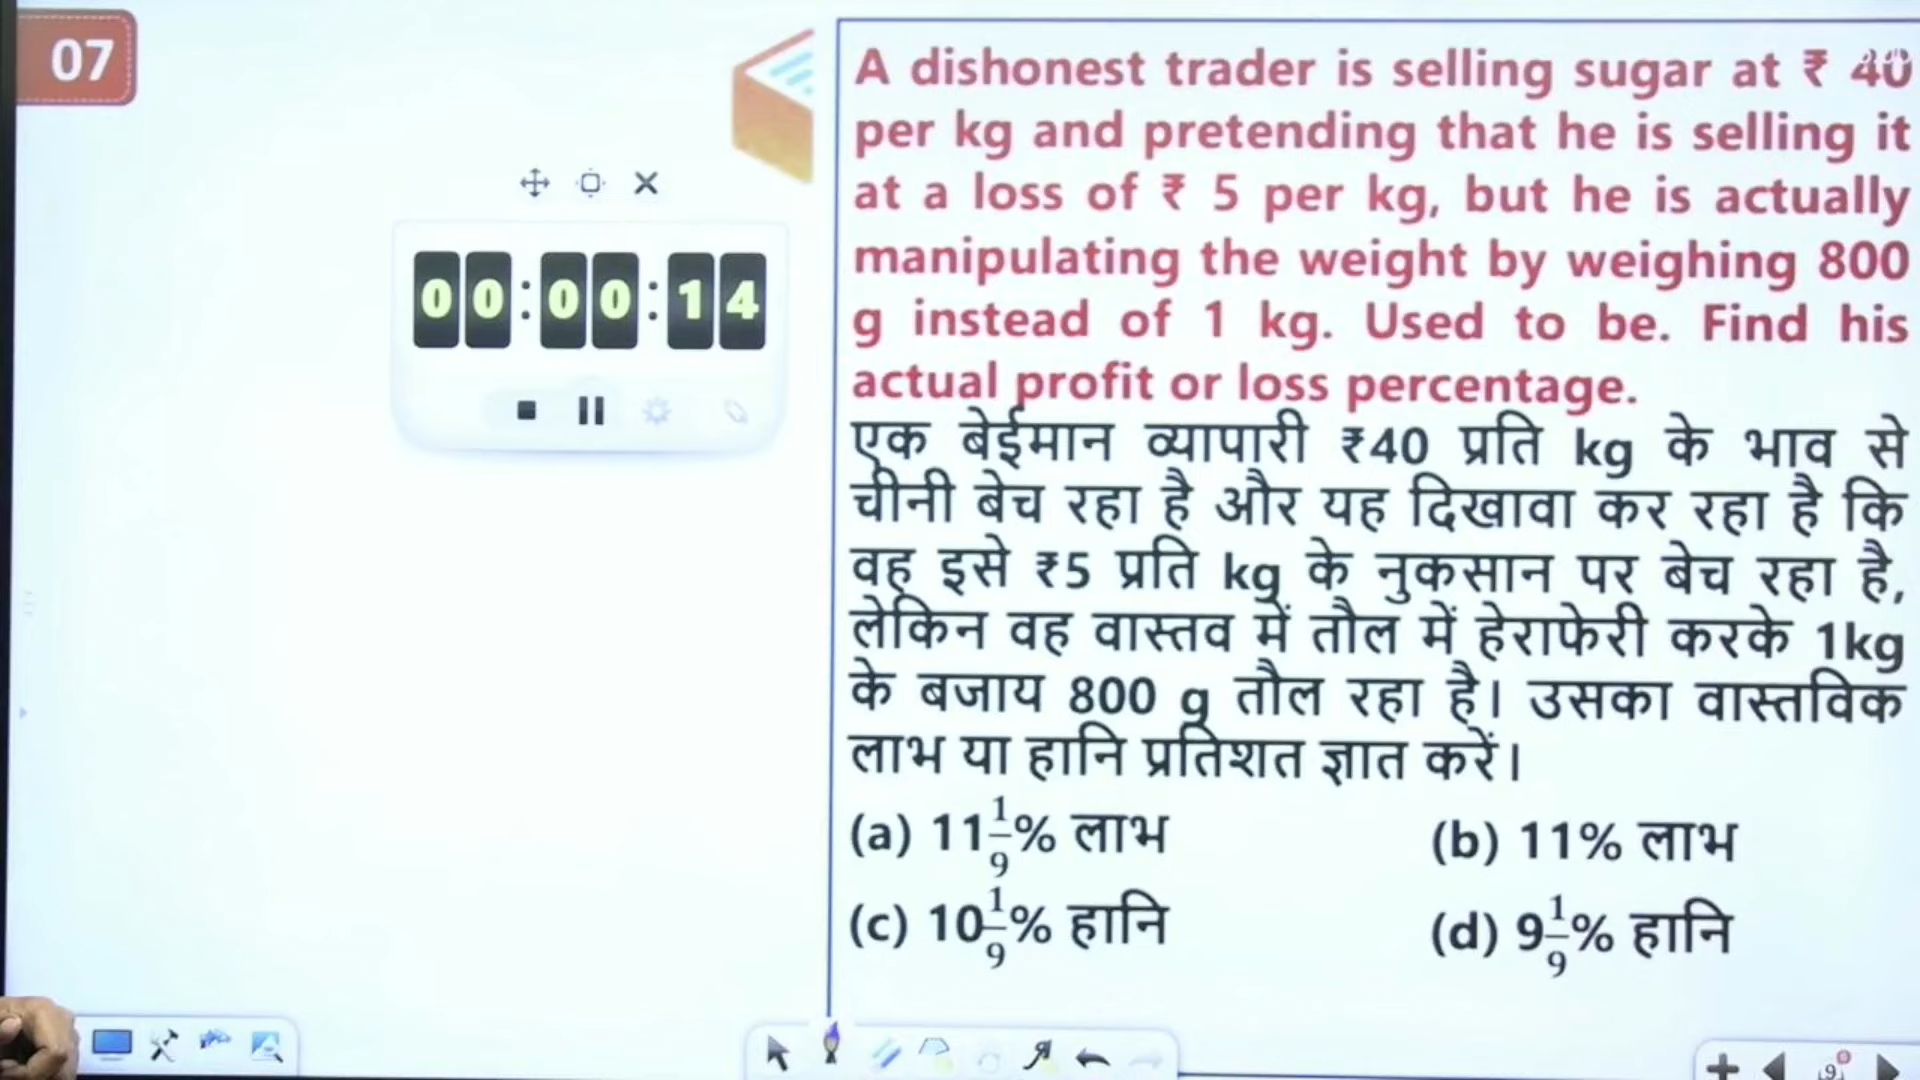 07
A dishonest trader is selling sugar at ₹ 40
per kg and pretending that he is selling it
at a loss of ₹ 5 per kg, but he is actually
manipulating the weight by weighing 800
g instead of 1 kg. Used to be. Find his
actual profit or loss percentage.
00:00:14
एक बेईमान व्यापारी ₹40 प्रति kg के भाव से
चीनी बेच रहा है और यह दिखावा कर रहा है कि
वह इसे ₹5 प्रति kg के नुकसान पर बेच रहा है,
लेकिन वह वास्तव में तौल में हेराफेरी करके 1kg
के बजाय 800 g तौल रहा है। उसका वास्तविक
लाभ या हानि प्रतिशत ज्ञात करें।
(a) 11 1/9% लाभ (b) 11% लाभ
(c) 10 1/9% हानि (d) 9 1/9% हानि